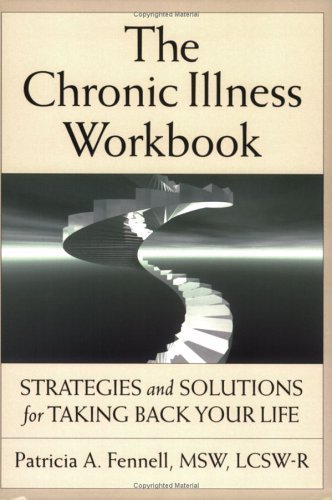 The
Chronic Illness
Workbook
STRATEGIES and SOLUTIONS
for TAKING BACK YOUR LIFE
Patricia A. Fennell, MSW, LCSW-R